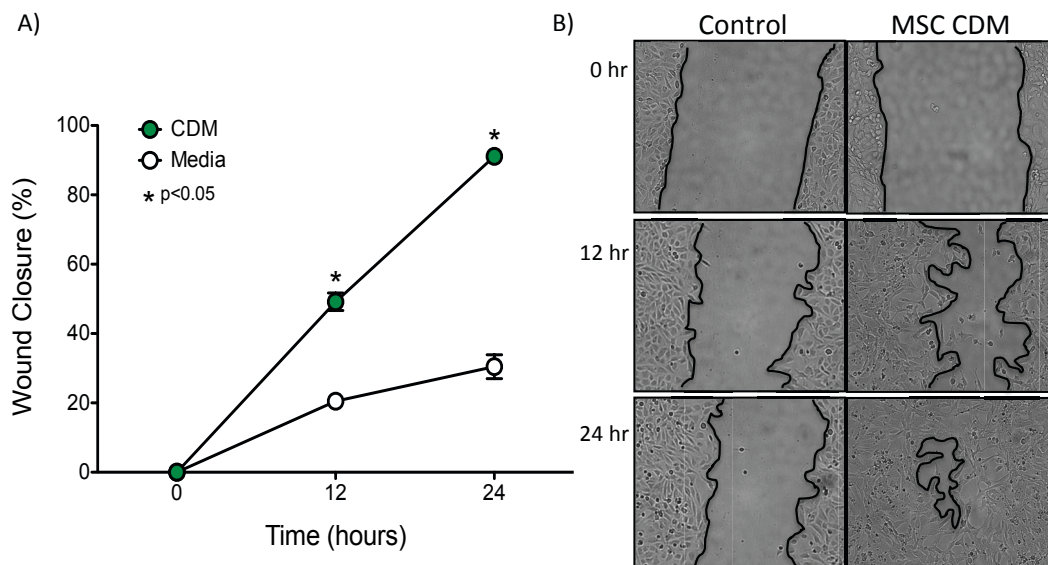 A)
CDM
Media
* p<0.05
100
80
60
40
20
0
Wound Closure (%)
*
*
0
12
24
Time (hours)
B)
Control
MSC CDM
0 hr
12 hr
24 hr